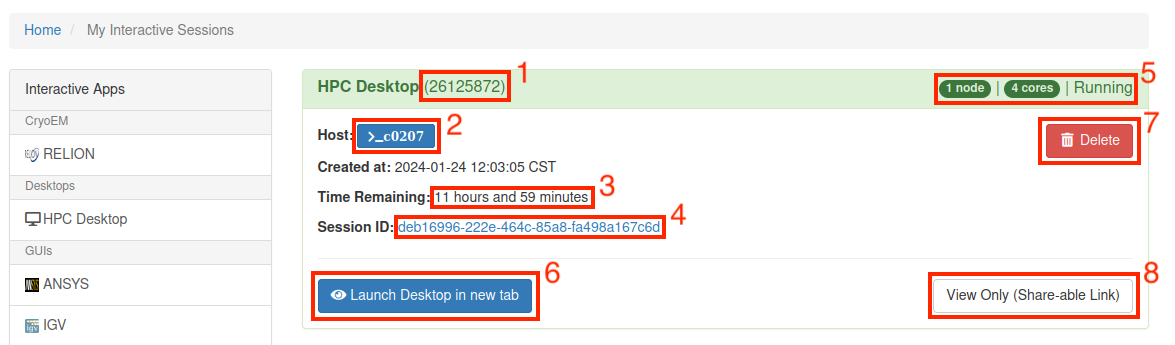 Home / My Interactive Sessions
Interactive Apps
CryoEM
RELION
Desktops
HPC Desktop
GUIs
ANSYS
IGV
HPC Desktop (26125872) 1
1 node | 4 cores | Running 5
Host: >_c0207 2
Delete 7
Created at: 2024-01-24 12:03:05 CST
Time Remaining: 11 hours and 59 minutes 3
Session ID: deb16996-222e-464c-85a8-fa498a167c6d 4
Launch Desktop in new tab 6
View Only (Share-able Link) 8